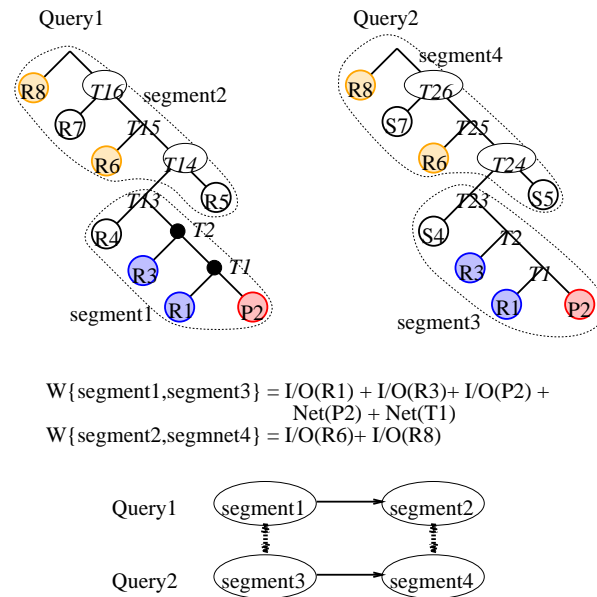 Query1
Query2
segment4
R8
T16
segment2
R8
T26
R7
T15
S7
T25
R6
T14
R6
T24
T13
R5
T23
S5
R4
T2
S4
T2
R3
T1
R3
T1
segment1
R1
P2
R1
P2
segment3
W{segment1,segment3} = I/O(R1) + I/O(R3)+ I/O(P2) +
Net(P2) + Net(T1)
W{segment2,segmnet4} = I/O(R6)+ I/O(R8)
Query1
segment1
segment2
Query2
segment3
segment4